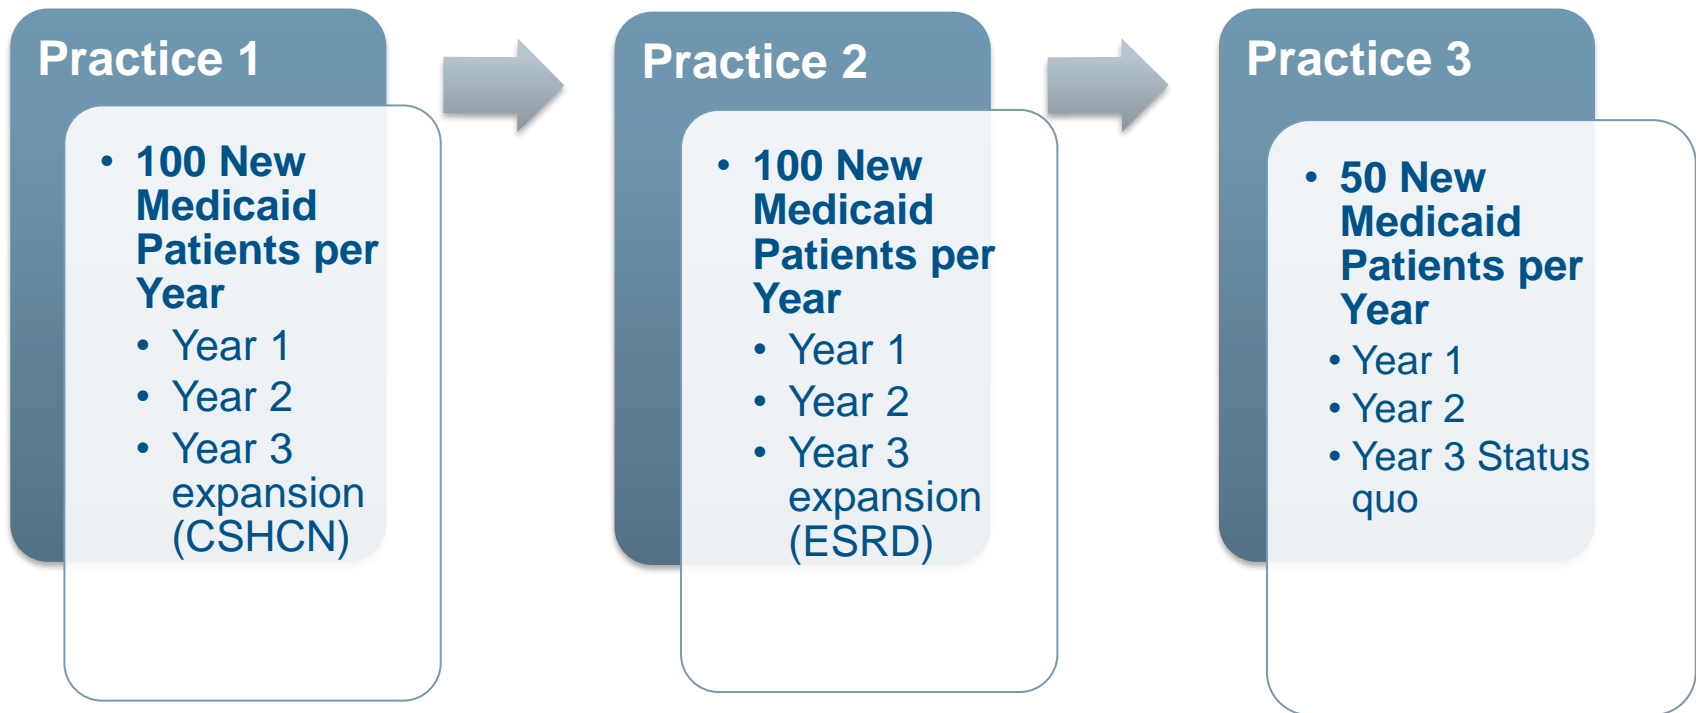 Practice 1
• 100 New
Medicaid
Patients per
Year
• Year 1
• Year 2
• Year 3
expansion
(CSHCN)
Practice 2
• 100 New
Medicaid
Patients per
Year
• Year 1
• Year 2
• Year 3
expansion
(ESRD)
Practice 3
• 50 New
Medicaid
Patients per
Year
• Year 1
• Year 2
• Year 3 Status
quo